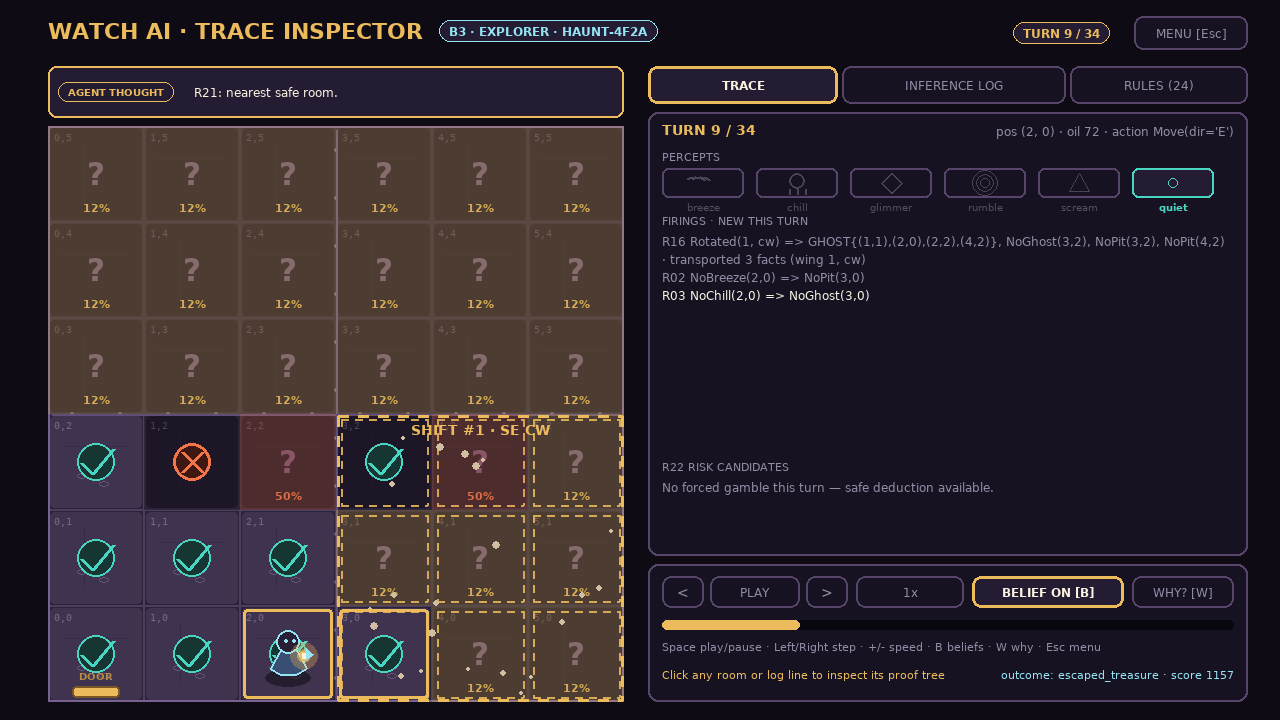 WATCH AI · TRACE INSPECTOR
B3 · EXPLORER · HAUNT-4F2A
TURN 9 / 34
MENU [Esc]
AGENT THOUGHT
R21: nearest safe room.
TRACE
INFERENCE LOG
RULES (24)
0,5 1,5 2,5 3,5 4,5 5,5
? ? ? ? ? ?
12% 12% 12% 12% 12% 12%
0,4 1,4 2,4 3,4 4,4 5,4
? ? ? ? ? ?
12% 12% 12% 12% 12% 12%
0,3 1,3 2,3 3,3 4,3 5,3
? ? ? ? ? ?
12% 12% 12% 12% 12% 12%
0,2 1,2 2,2
SHIFT #1 · SE CW
? ? ?
50% 50% 12%
0,1 1,1 2,1
? ? ?
12% 12% 12%
0,0 1,0 2,0
? ?
DOOR
12% 12%
TURN 9 / 34
pos (2, 0) · oil 72 · action Move(dir='E')
PERCEPTS
breeze chill glimmer rumble scream quiet
FIRINGS · NEW THIS TURN
R16 Rotated(1, cw) => GHOST{(1,1),(2,0),(2,2),(4,2)}, NoGhost(3,2), NoPit(3,2), NoPit(4,2)
· transported 3 facts (wing 1, cw)
R02 NoBreeze(2,0) => NoPit(3,0)
R03 NoChill(2,0) => NoGhost(3,0)
R22 RISK CANDIDATES
No forced gamble this turn — safe deduction available.
<
PLAY
>
1x
BELIEF ON [B]
WHY? [W]
Space play/pause · Left/Right step · +/- speed · B beliefs · W why · Esc menu
Click any room or log line to inspect its proof tree
outcome: escaped_treasure · score 1157